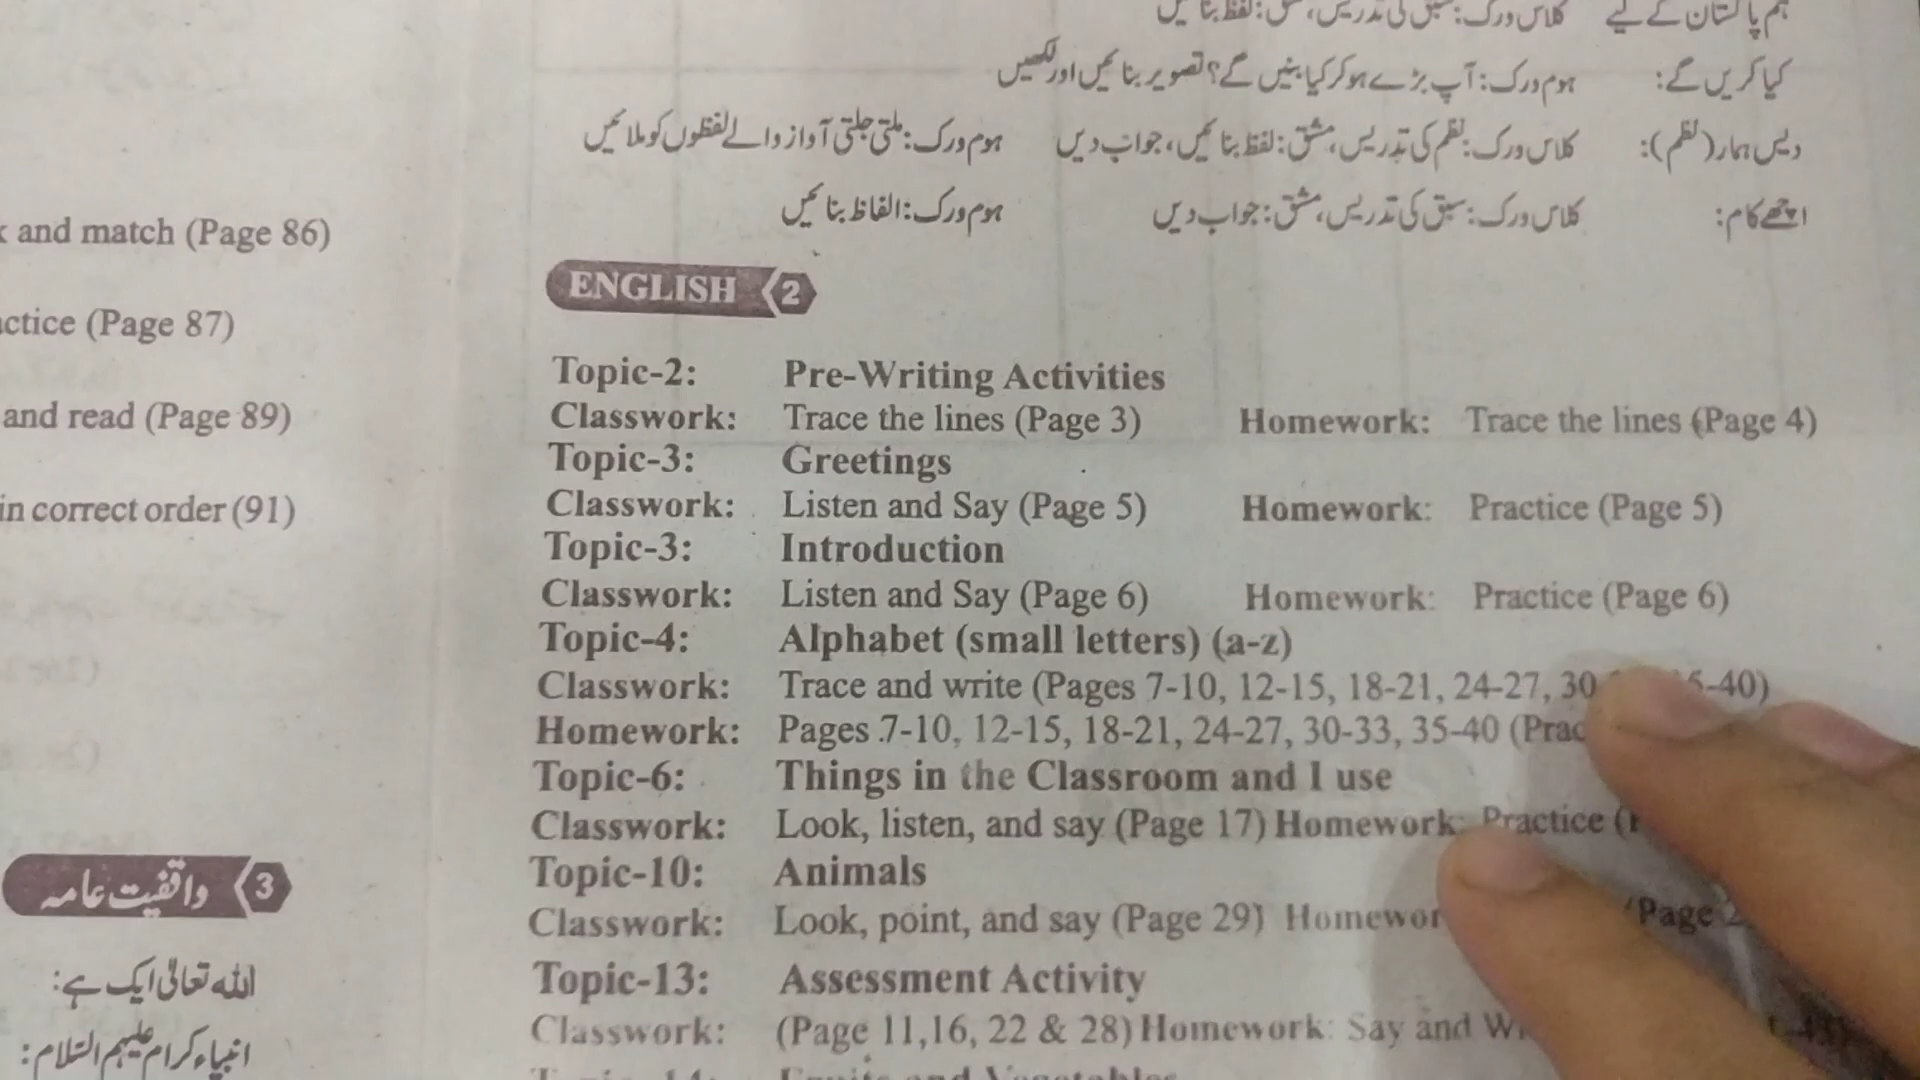 ہم پاکستان کے لیے کلاس ورک: سبق کی تدریس، مشق: لفظ بنائیں
کیا کریں گے: ہوم ورک: آپ بڑے ہو کر کیا بنیں گے؟ تصویر بنائیں اور لکھیں
دیس ہمار (نظم): کلاس ورک: نظم کی تدریس، مشق: لفظ بنائیں، جواب دیں ہوم ورک: ملتی جلتی آواز والے لفظوں کو ملائیں
اچھے کام: کلاس ورک: سبق کی تدریس، مشق: جواب دیں ہوم ورک: الفاظ بنائیں
and match (Page 86)
(Page 87)
and read (Page 89)
in correct order (91)
واقفیت عامہ 3
اللہ تعالیٰ ایک ہے:
انبیاء کرام علیہم السّلام:
ENGLISH 2
Topic-2: Pre-Writing Activities
Classwork: Trace the lines (Page 3) Homework: Trace the lines (Page 4)
Topic-3: Greetings
Classwork: Listen and Say (Page 5) Homework: Practice (Page 5)
Topic-3: Introduction
Classwork: Listen and Say (Page 6) Homework: Practice (Page 6)
Topic-4: Alphabet (small letters) (a-z)
Classwork: Trace and write (Pages 7-10, 12-15, 18-21, 24-27, 30 -40)
Homework: Pages 7-10, 12-15, 18-21, 24-27, 30-33, 35-40
Topic-6: Things in the Classroom and I use
Classwork: Look, listen, and say (Page 17) Homework: Practice
Topic-10: Animals
Classwork: Look, point, and say (Page 29) (Page
Topic-13: Assessment Activity
Classwork: (Page 11,16, 22 & 28) Homework: Say and